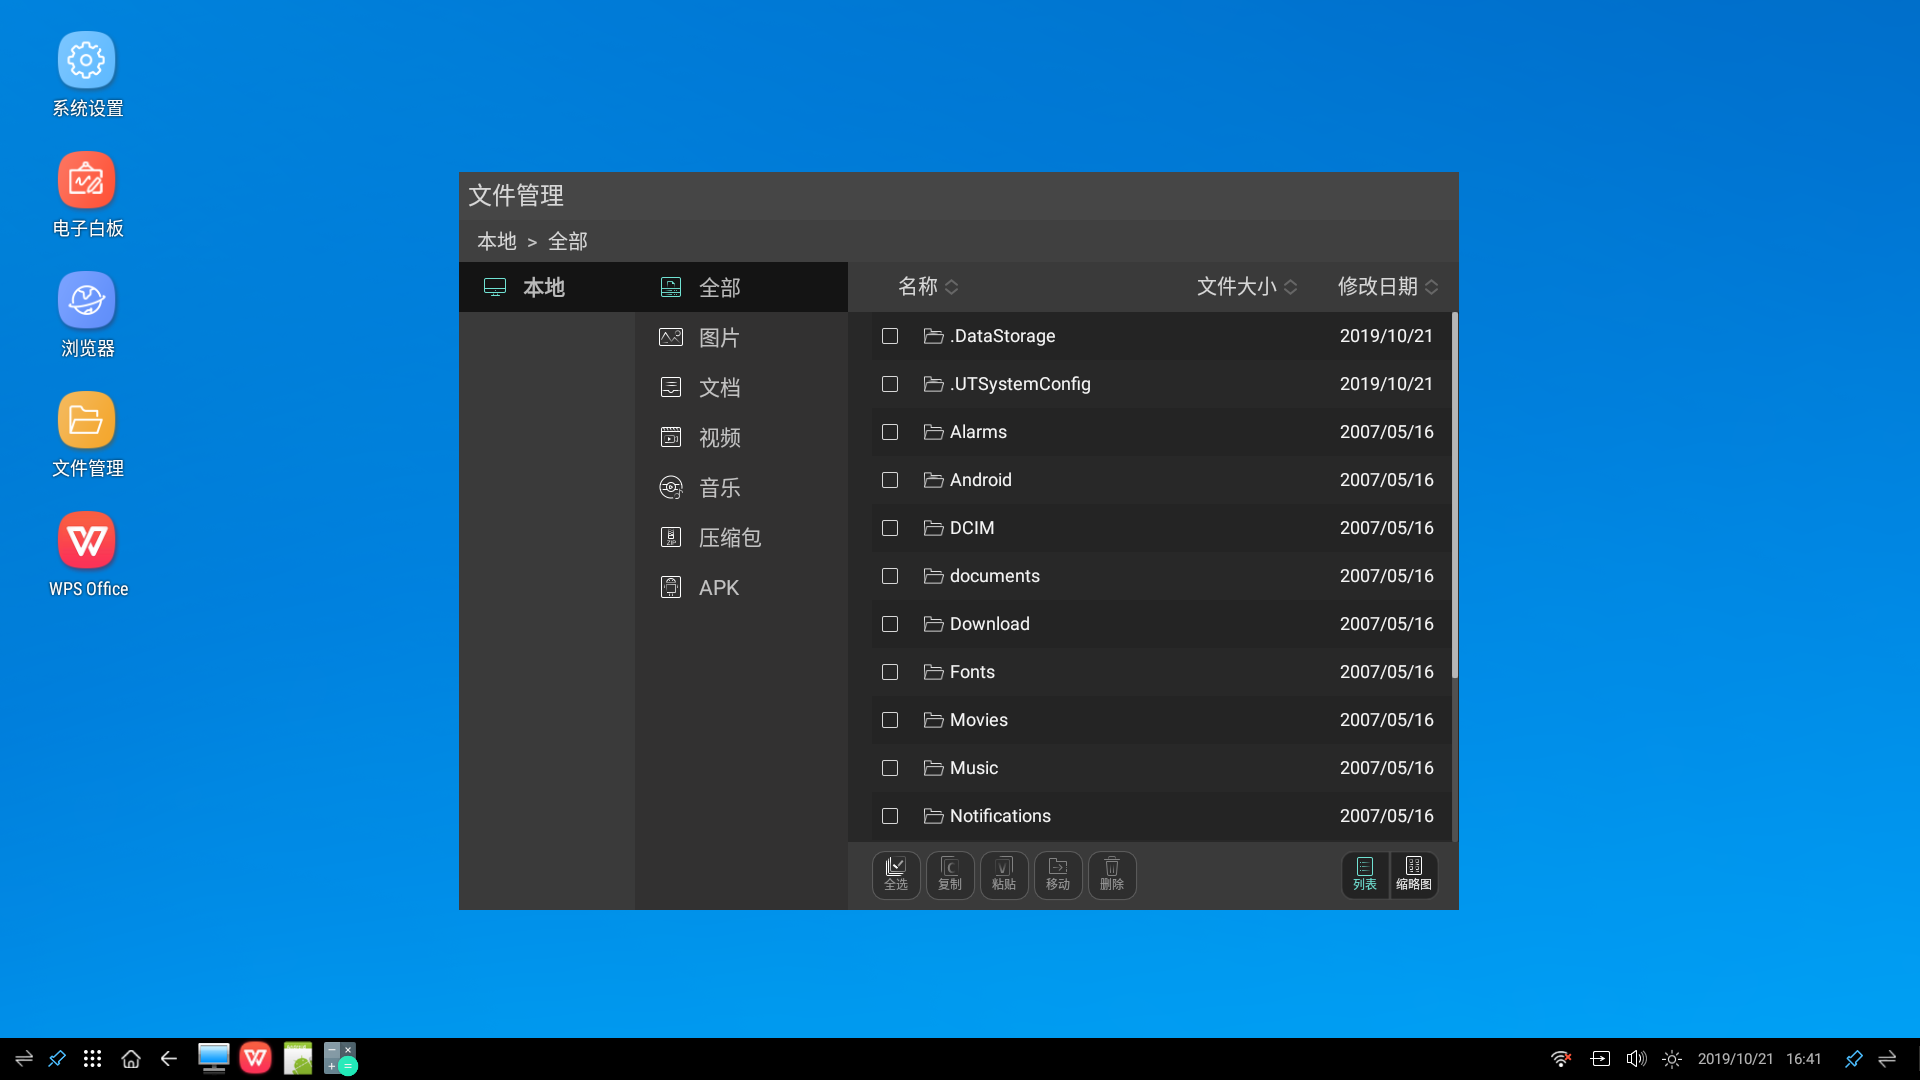 系统设置
电子白板
浏览器
文件管理
WPS Office
文件管理
本地 > 全部
本地
全部
图片
文档
视频
音乐
压缩包
APK
名称 文件大小 修改日期
.DataStorage 2019/10/21
.UTSystemConfig 2019/10/21
Alarms 2007/05/16
Android 2007/05/16
DCIM 2007/05/16
documents 2007/05/16
Download 2007/05/16
Fonts 2007/05/16
Movies 2007/05/16
Music 2007/05/16
Notifications 2007/05/16
全选 复制 粘贴 移动 删除 列表 缩略图
2019/10/21 16:41